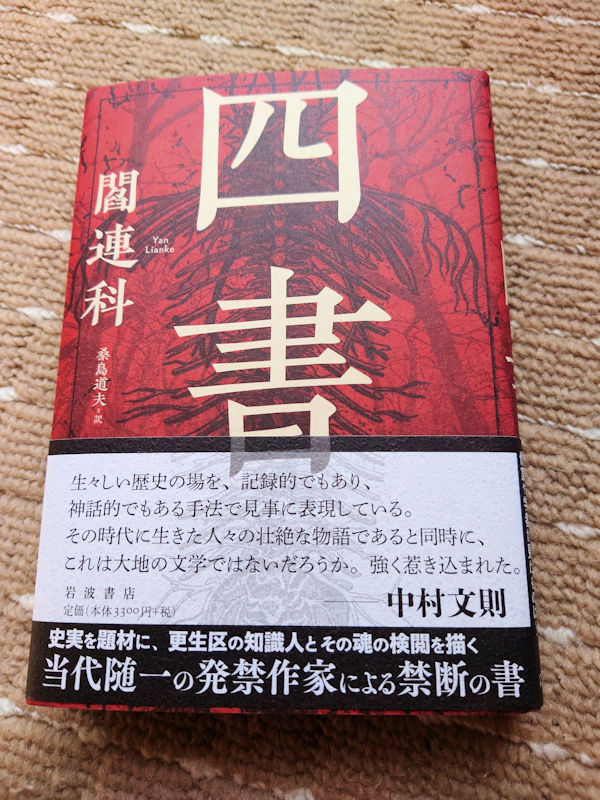 四書
閻連科
Yan
Lianke
桑島道夫=訳
生々しい歴史の場を、記録的でもあり、
神話的でもある手法で見事に表現している。
その時代に生きた人々の壮絶な物語であると同時に、
これは大地の文学ではないだろうか。強く惹き込まれた。
中村文則
岩波書店
定価(本体3300円+税)
史実を題材に、更生区の知識人とその魂の検閲を描く
当代随一の発禁作家による禁断の書